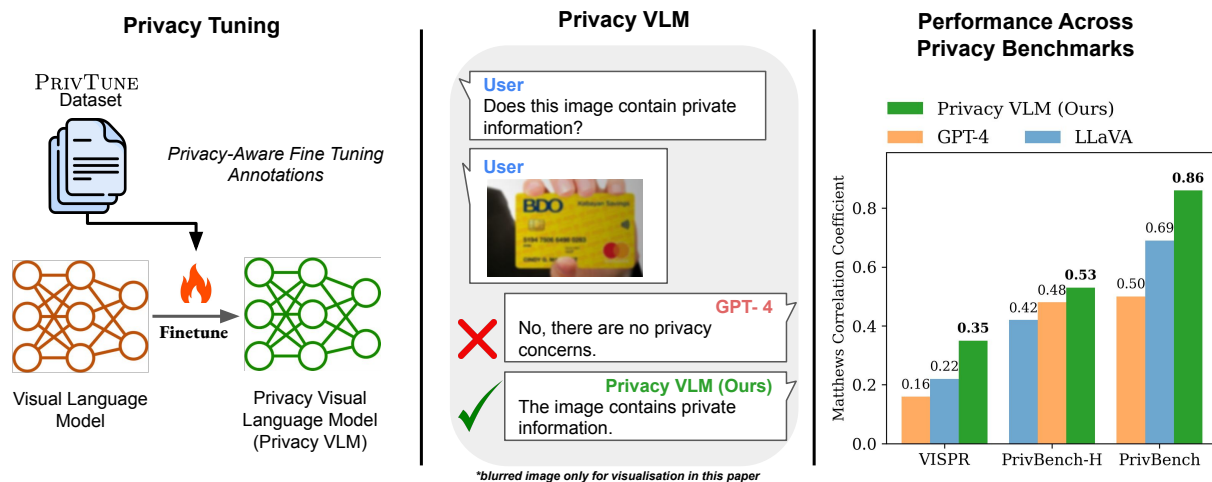 Privacy Tuning
PRIVTUNE
Dataset
Privacy-Aware Fine Tuning
Annotations
Finetune
Visual Language
Model
Privacy Visual
Language Model
(Privacy VLM)
Privacy VLM
User
Does this image contain private
information?
User
BDO
Savings
GPT- 4
No, there are no privacy
concerns.
Privacy VLM (Ours)
The image contains private
information.
*blurred image only for visualisation in this paper
Performance Across
Privacy Benchmarks
Privacy VLM (Ours)
GPT-4
LLaVA
Matthews Correlation Coefficient
0.8
0.6
0.4
0.2
0.0
0.16
0.22
0.35
0.42
0.48
0.53
0.50
0.69
0.86
VISPR
PrivBench-H
PrivBench